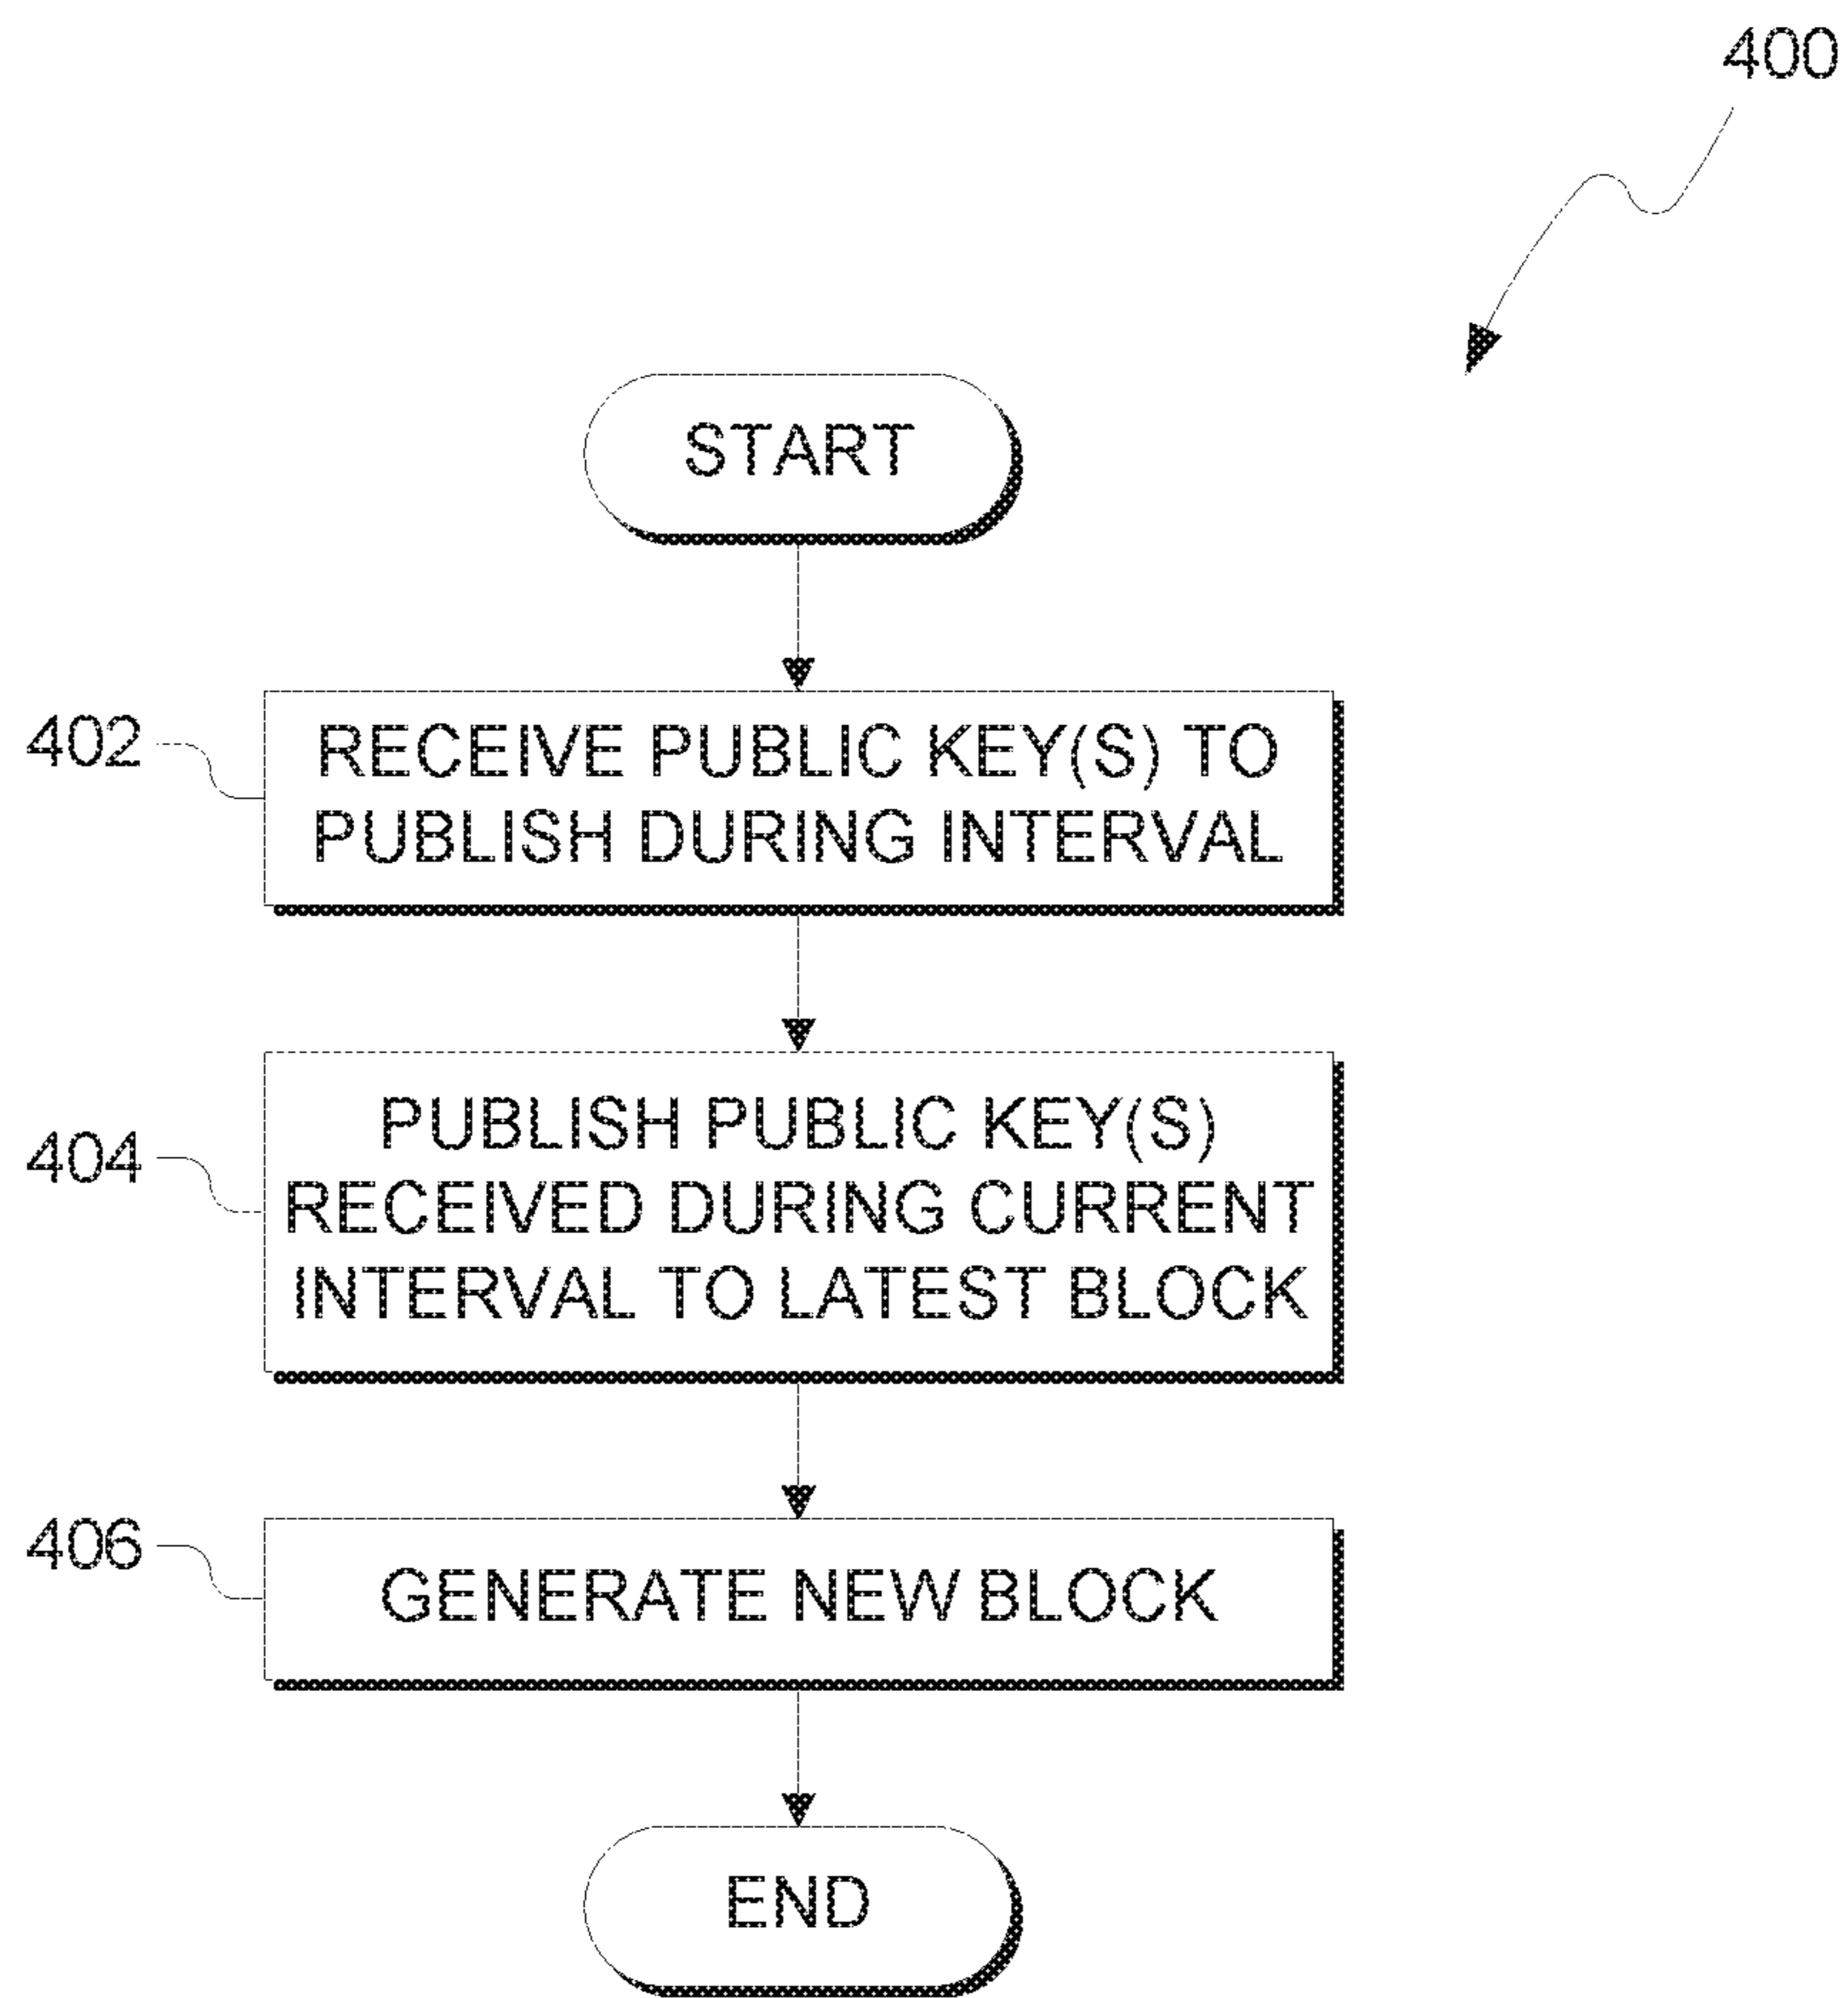 400
START
402
RECEIVE PUBLIC KEY(S) TO
PUBLISH DURING INTERVAL
404
PUBLISH PUBLIC KEY(S)
RECEIVED DURING CURRENT
INTERVAL TO LATEST BLOCK
406
GENERATE NEW BLOCK
END